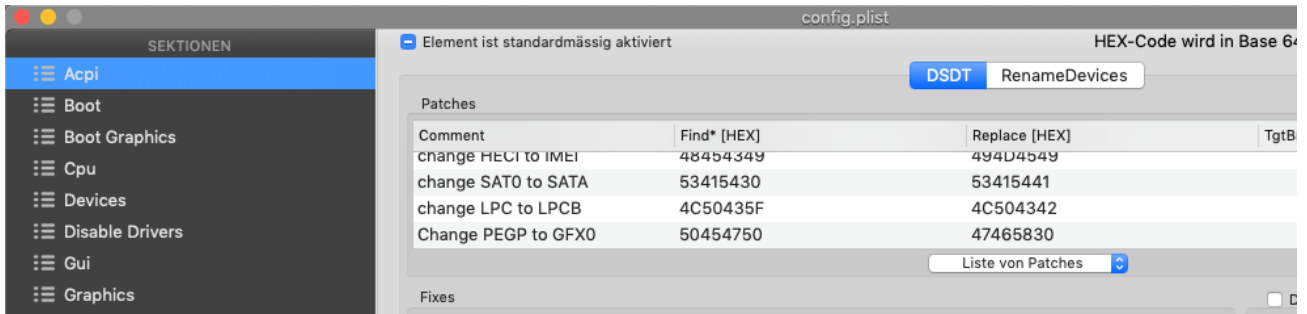 config.plist
SEKTIONEN
Acpi
Boot
Boot Graphics
Cpu
Devices
Disable Drivers
Gui
Graphics
Element ist standardmässig aktiviert
HEX-Code wird in Base 64
DSDT RenameDevices
Patches
Comment Find* [HEX] Replace [HEX] TgtB
change HECI to IMEI 48454349 494D4549
change SAT0 to SATA 53415430 53415441
change LPC to LPCB 4C50435F 4C504342
Change PEGP to GFX0 50454750 47465830
Liste von Patches
Fixes
D